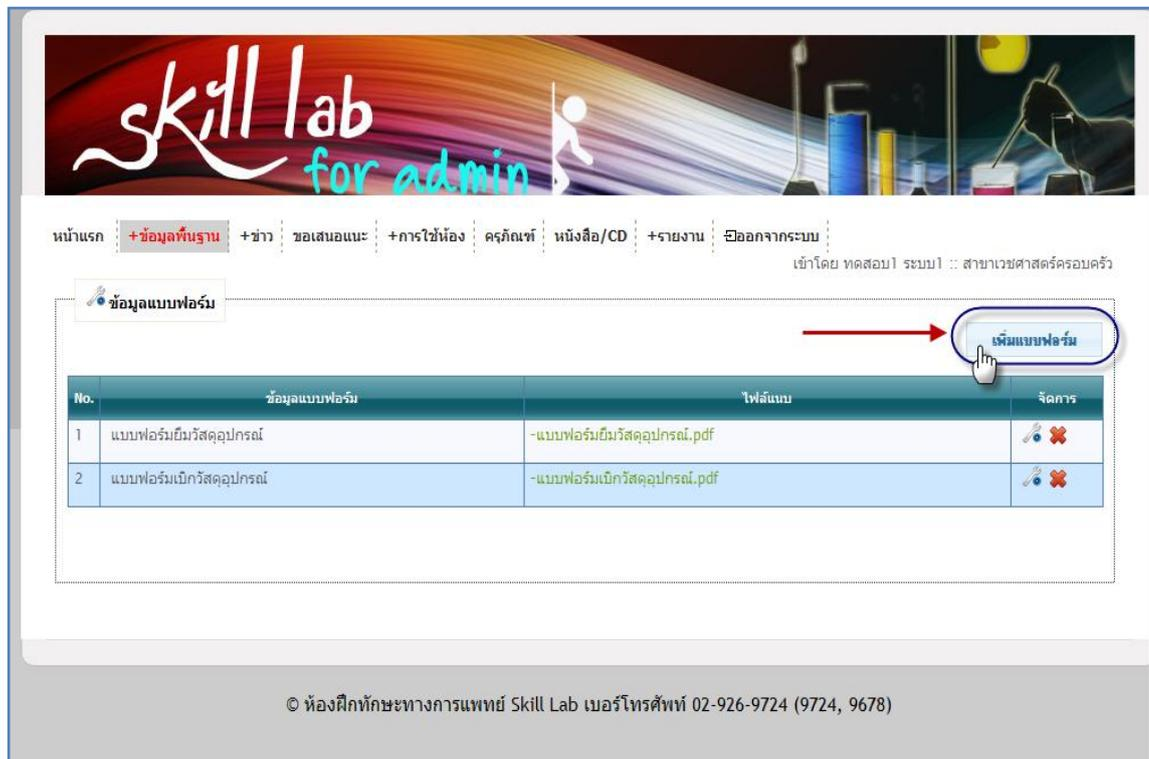 skill lab
for admin
หน้าแรก +ข้อมูลพื้นฐาน +ข่าว ขอเสนอแนะ +การใช้ห้อง ครุภัณฑ์ หนังสือ/CD +รายงาน ออกจากระบบ
เข้าโดย ทดสอบ1 ระบบ1 :: สาขาเวชศาสตร์ครอบครัว
ข้อมูลแบบฟอร์ม
เพิ่มแบบฟอร์ม
No. ข้อมูลแบบฟอร์ม ไฟล์แนบ จัดการ
1 แบบฟอร์มยืมวัสดุอุปกรณ์ -แบบฟอร์มยืมวัสดุอุปกรณ์.pdf
2 แบบฟอร์มเบิกวัสดุอุปกรณ์ -แบบฟอร์มเบิกวัสดุอุปกรณ์.pdf
© ห้องฝึกทักษะทางการแพทย์ Skill Lab เบอร์โทรศัพท์ 02-926-9724 (9724, 9678)